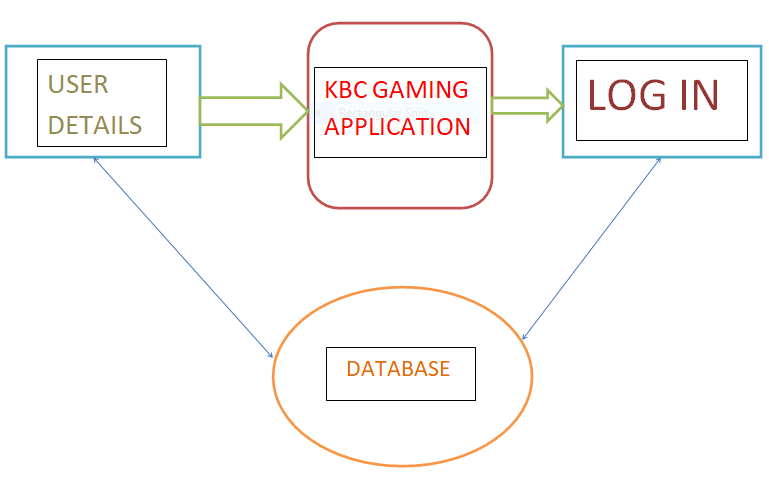 USER
DETAILS
KBC GAMING
APPLICATION
LOG IN
DATABASE